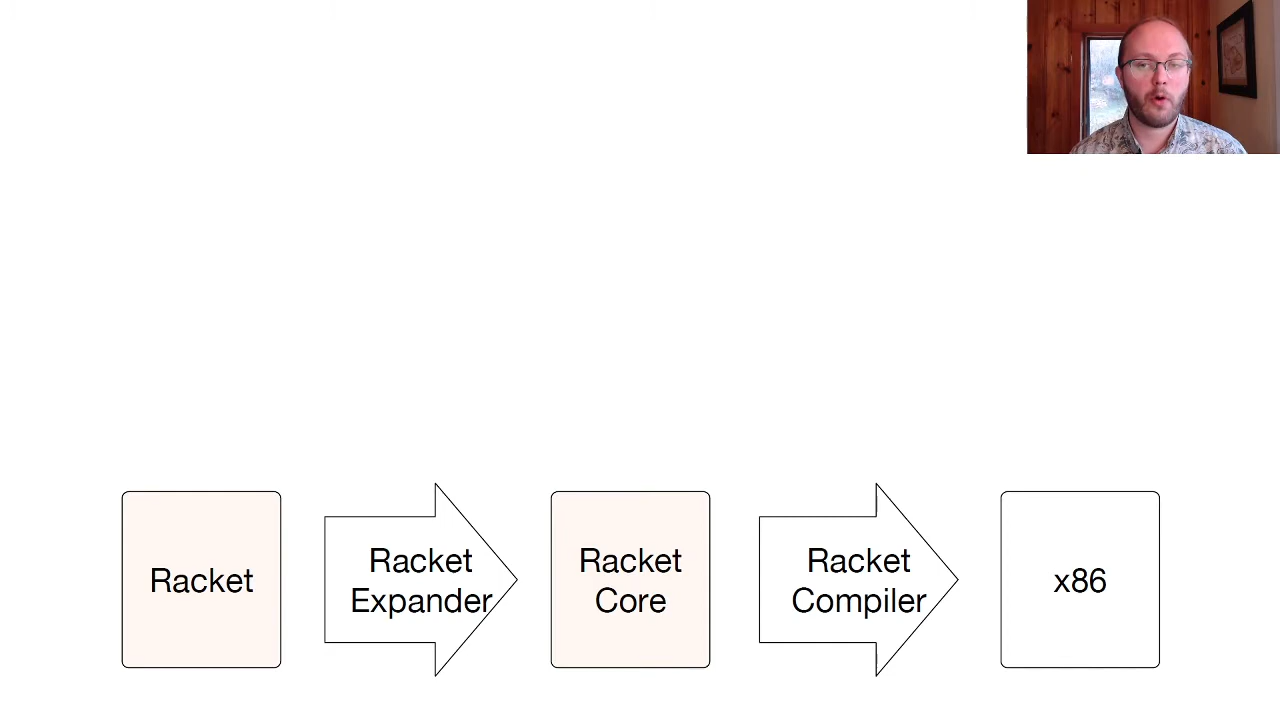 Racket
Racket
Expander
Racket
Core
Racket
Compiler
x86